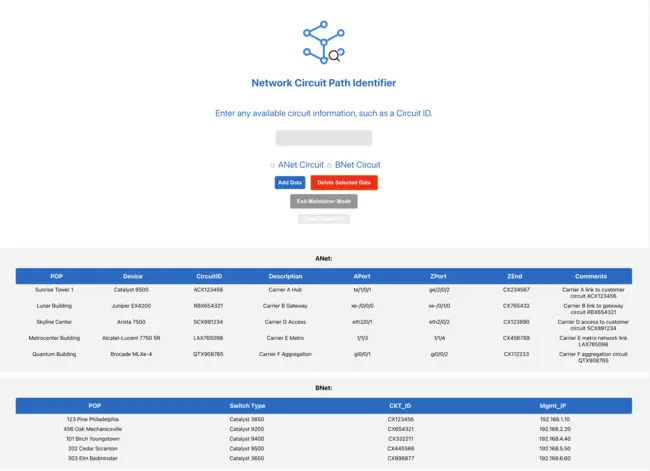 Network Circuit Path Identifier
Enter any available circuit information, such as a Circuit ID.
ANet Circuit BNet Circuit
Add Data Delete Selected Data
Exit Maintainer Mode
ANet:
POP Device CircuitID Description APort ZPort ZEnd Comments
Sunrise Tower 1 Catalyst 6500 ACX123456 Carrier A Hub te/1/0/1 ge/2/0/2 CX234567 Carrier A link to customer
circuit ACX123456
Lunar Building Juniper EX4200 RBX654321 Carrier B Gateway xe-/0/0/0 xe-/0/1/0 CX765432 Carrier B link to gateway
circuit RBX654321
Skyline Center Arista 7500 SCX891234 Carrier D Access eth2/0/1 eth2/0/2 CX123890 Carrier D access to customer
circuit SCX891234
Metrocenter Building Alcatel-Lucent 7750 SR LAX765098 Carrier E Metro 1/1/3 1/1/4 CX456789 Carrier E metro network link
LAX765098
Quantum Building Brocade MLXe-4 QTX908765 Carrier F Aggregation gi0/0/1 gi0/0/2 CX112233 Carrier F aggregation circuit
QTX908765
BNet:
POP Switch Type CKT_ID Mgmt_IP
123 Pine Philadelphia Catalyst 3850 CX123456 192.168.1.10
456 Oak Mechanicsville Catalyst 9200 CX654321 192.168.2.20
101 Birch Youngstown Catalyst 9400 CX332211 192.168.4.40
202 Cedar Scranton Catalyst 9500 CX445566 192.168.5.50
303 Elm Bedminster Catalyst 3650 CX998877 192.168.6.60